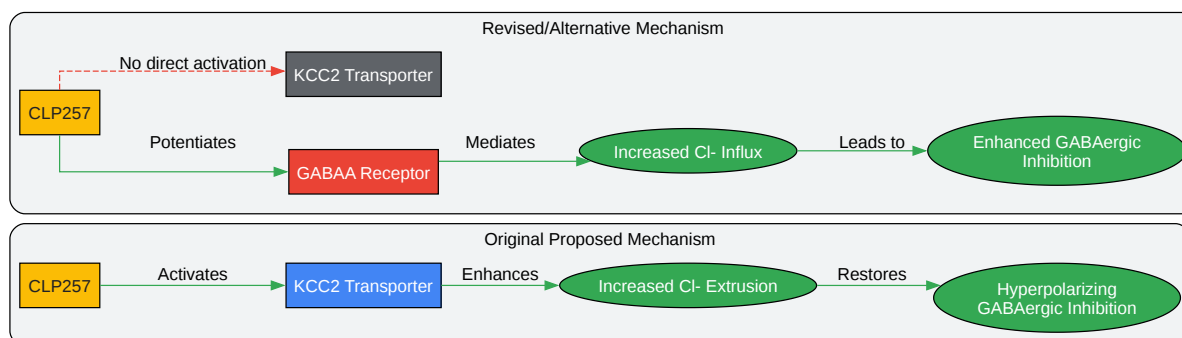 Revised/Alternative Mechanism
No direct activation
KCC2 Transporter
CLP257
Potentiates
GABAA Receptor
Mediates
Increased Cl- Influx
Leads to
Enhanced GABAergic
Inhibition
Original Proposed Mechanism
CLP257
Activates
KCC2 Transporter
Enhances
Increased Cl- Extrusion
Restores
Hyperpolarizing
GABAergic Inhibition